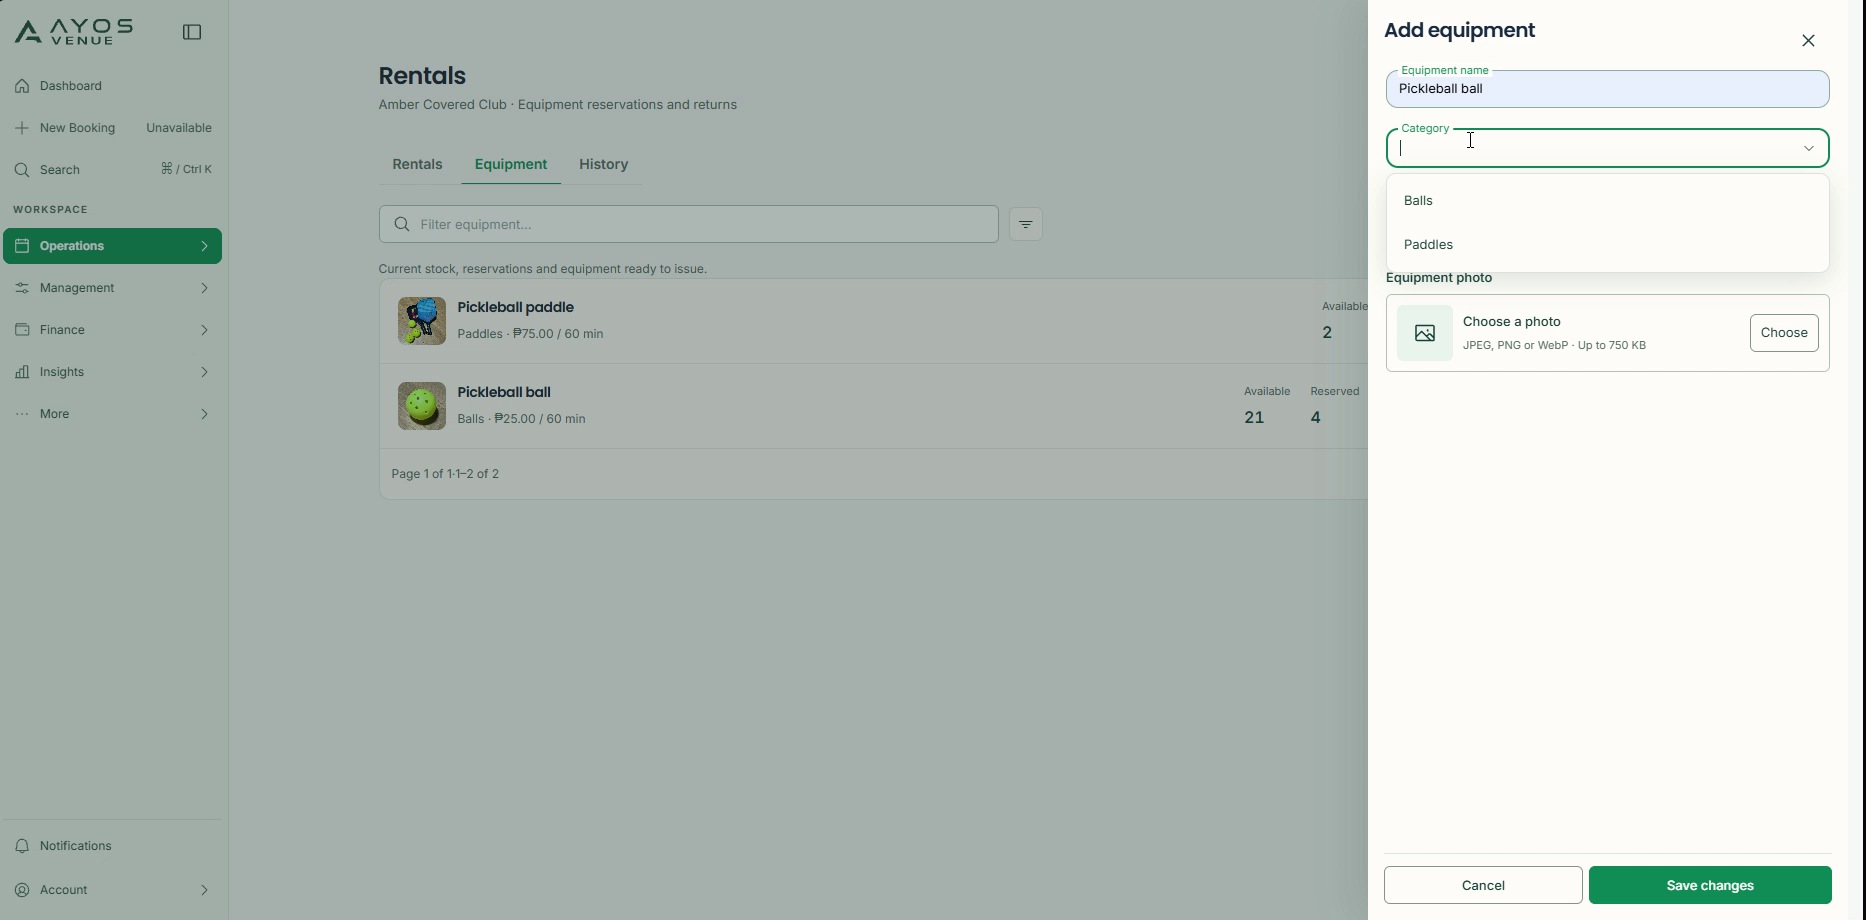 AYOS
VENUE
Dashboard
New Booking Unavailable
Search ⌘ / Ctrl K
WORKSPACE
Operations
Management
Finance
Insights
More
Notifications
Account
Rentals
Amber Covered Club · Equipment reservations and returns
Rentals Equipment History
Filter equipment...
Current stock, reservations and equipment ready to issue.
Pickleball paddle
Paddles · ₱75.00 / 60 min
Available
2
Pickleball ball
Balls · ₱25.00 / 60 min
Available Reserved
21 4
Page 1 of 1·1–2 of 2
Add equipment
Equipment name
Pickleball ball
Category
Balls
Paddles
Equipment photo
Choose a photo
JPEG, PNG or WebP · Up to 750 KB
Choose
Cancel Save changes